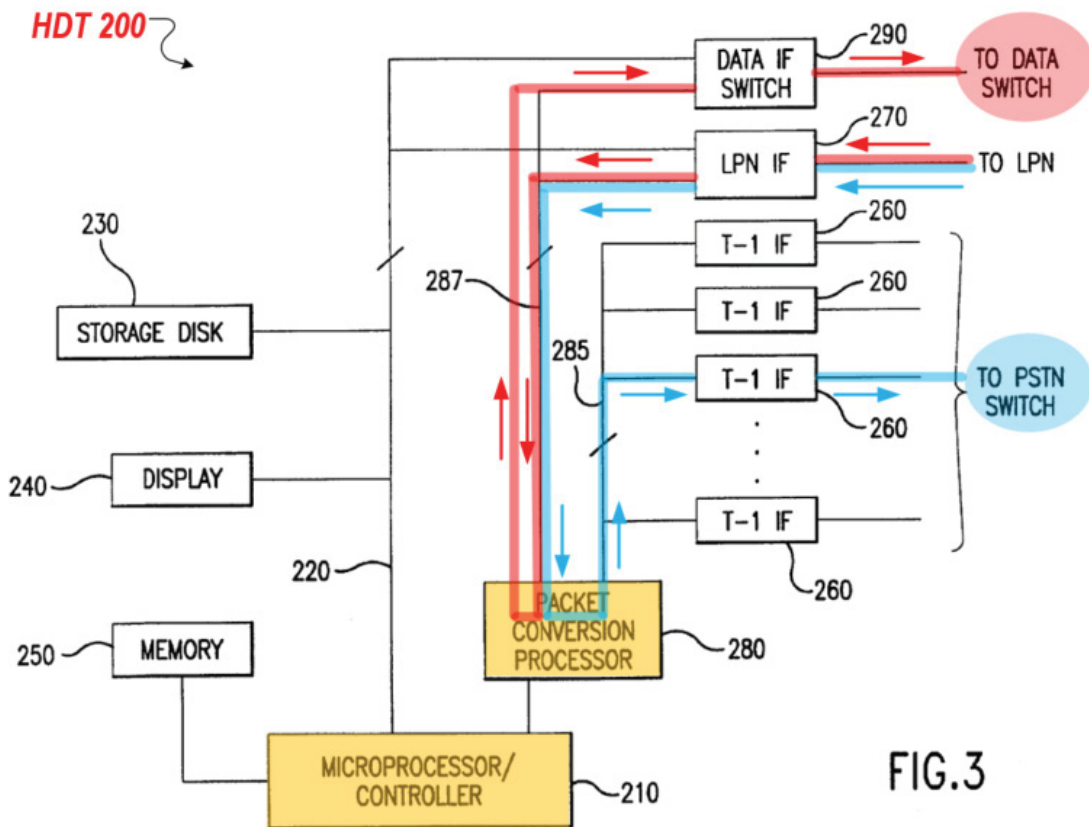 HDT 200
290
DATA IF
SWITCH
TO DATA
SWITCH
270
LPN IF
TO LPN
260
T-1 IF
230
STORAGE DISK
287
260
T-1 IF
285
T-1 IF
260
TO PSTN
SWITCH
240
DISPLAY
220
T-1 IF
260
250
MEMORY
PACKET
CONVERSION
PROCESSOR
280
MICROPROCESSOR/
CONTROLLER
210
FIG.3